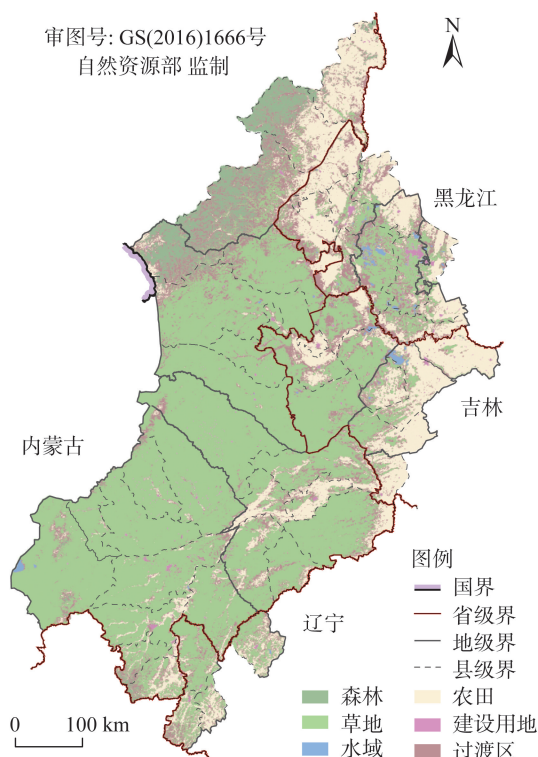 审图号: GS(2016)1666号
自然资源部 监制
N
黑龙江
吉林
内蒙古
辽宁
图例
国界
省级界
地级界
县级界
森林 农田
草地 建设用地
水域 过渡区
0 100 km